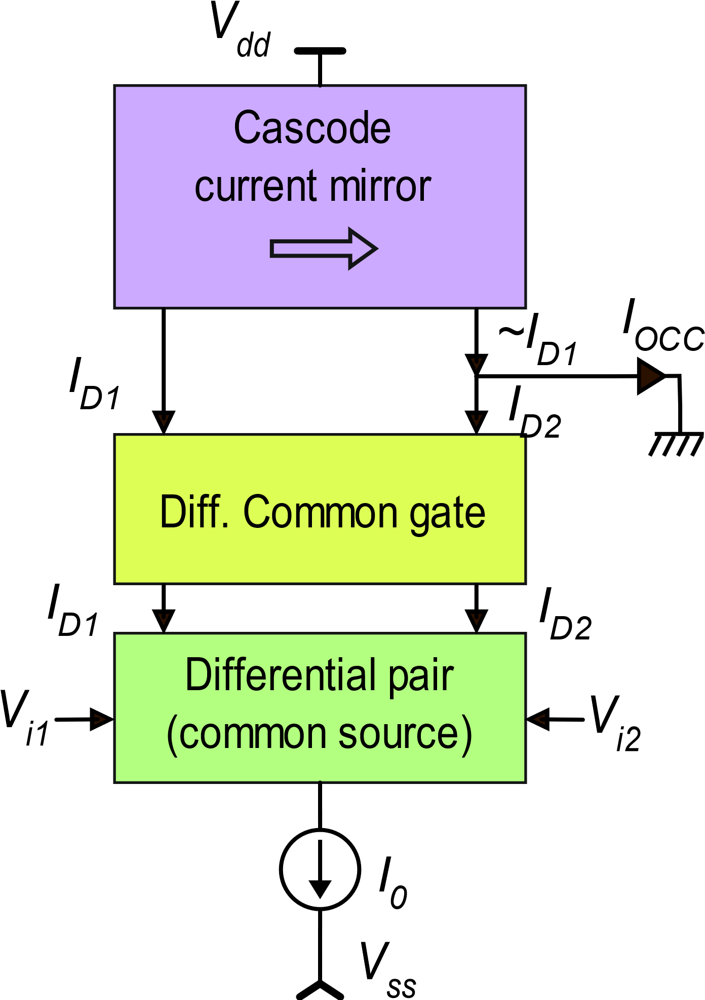 Vdd
Cascode
current mirror
~ID1
IOCC
ID1
ID2
Diff. Common gate
ID1
ID2
Differential pair
(common source)
Vi1
Vi2
I0
Vss